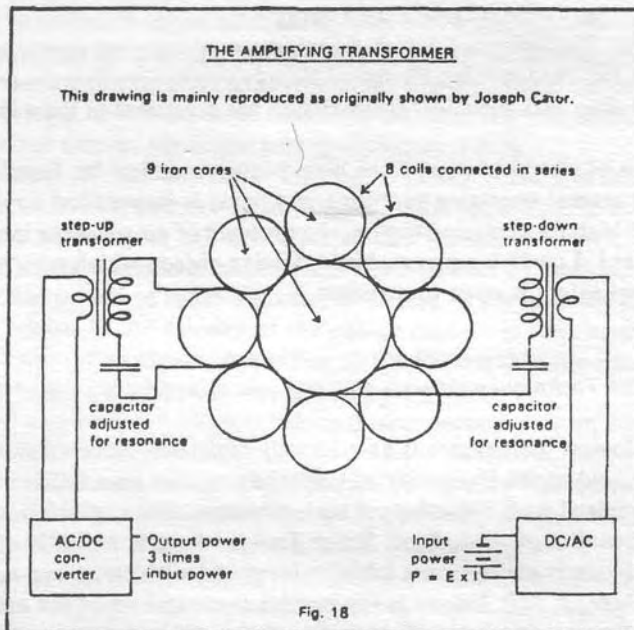 THE AMPLIFYING TRANSFORMER
This drawing is mainly reproduced as originally shown by Joseph Cator.
9 iron cores
8 coils connected in series
step-up
transformer
step-down
transformer
capacitor
adjusted
for resonance
capacitor
adjusted
for resonance
AC/DC
con-
verter
Output power
3 times
input power
Input
power
P = E x I
DC/AC
Fig. 18